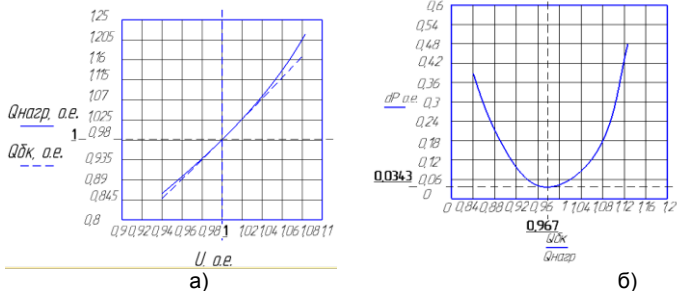 1,25
1,205
1,16
1,115
1,07
1,025
1
0,98
0,935
0,89
0,845
0,8
Qнагр, о.е.
Qбк, о.е.
0,9 0,92 0,94 0,96 0,98 1 1,02 1,04 1,06 1,08 1,1
U, о.е.
а)
0,6
0,54
0,48
0,42
0,36
0,3
0,24
0,18
0,12
0,06
0
dP о.е.
0,0343
0 0,84 0,88 0,92 0,96 1 1,04 1,08 1,12 1,16 1,2
0,967
Qбк
Qнагр
б)